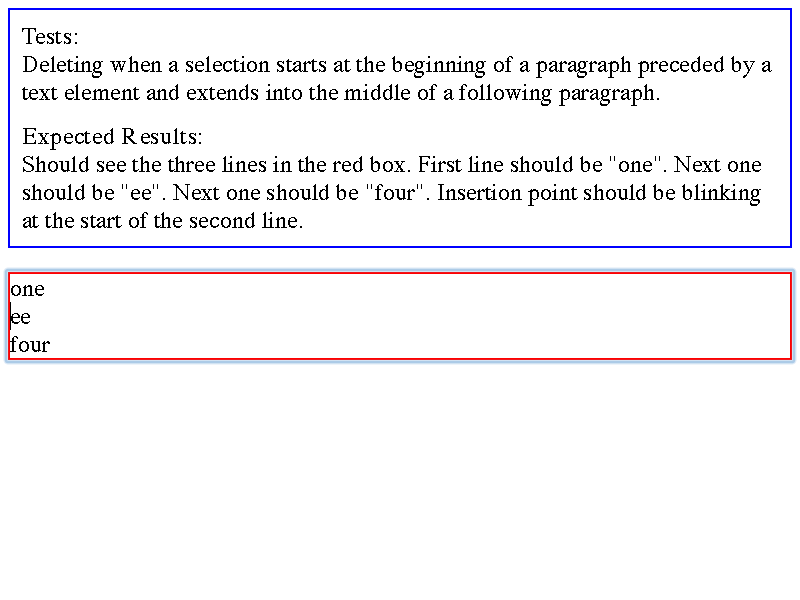 Tests:
Deleting when a selection starts at the beginning of a paragraph preceded by a
text element and extends into the middle of a following paragraph.
Expected Results:
Should see the three lines in the red box. First line should be "one". Next one
should be "ee". Next one should be "four". Insertion point should be blinking
at the start of the second line.
one
ee
four